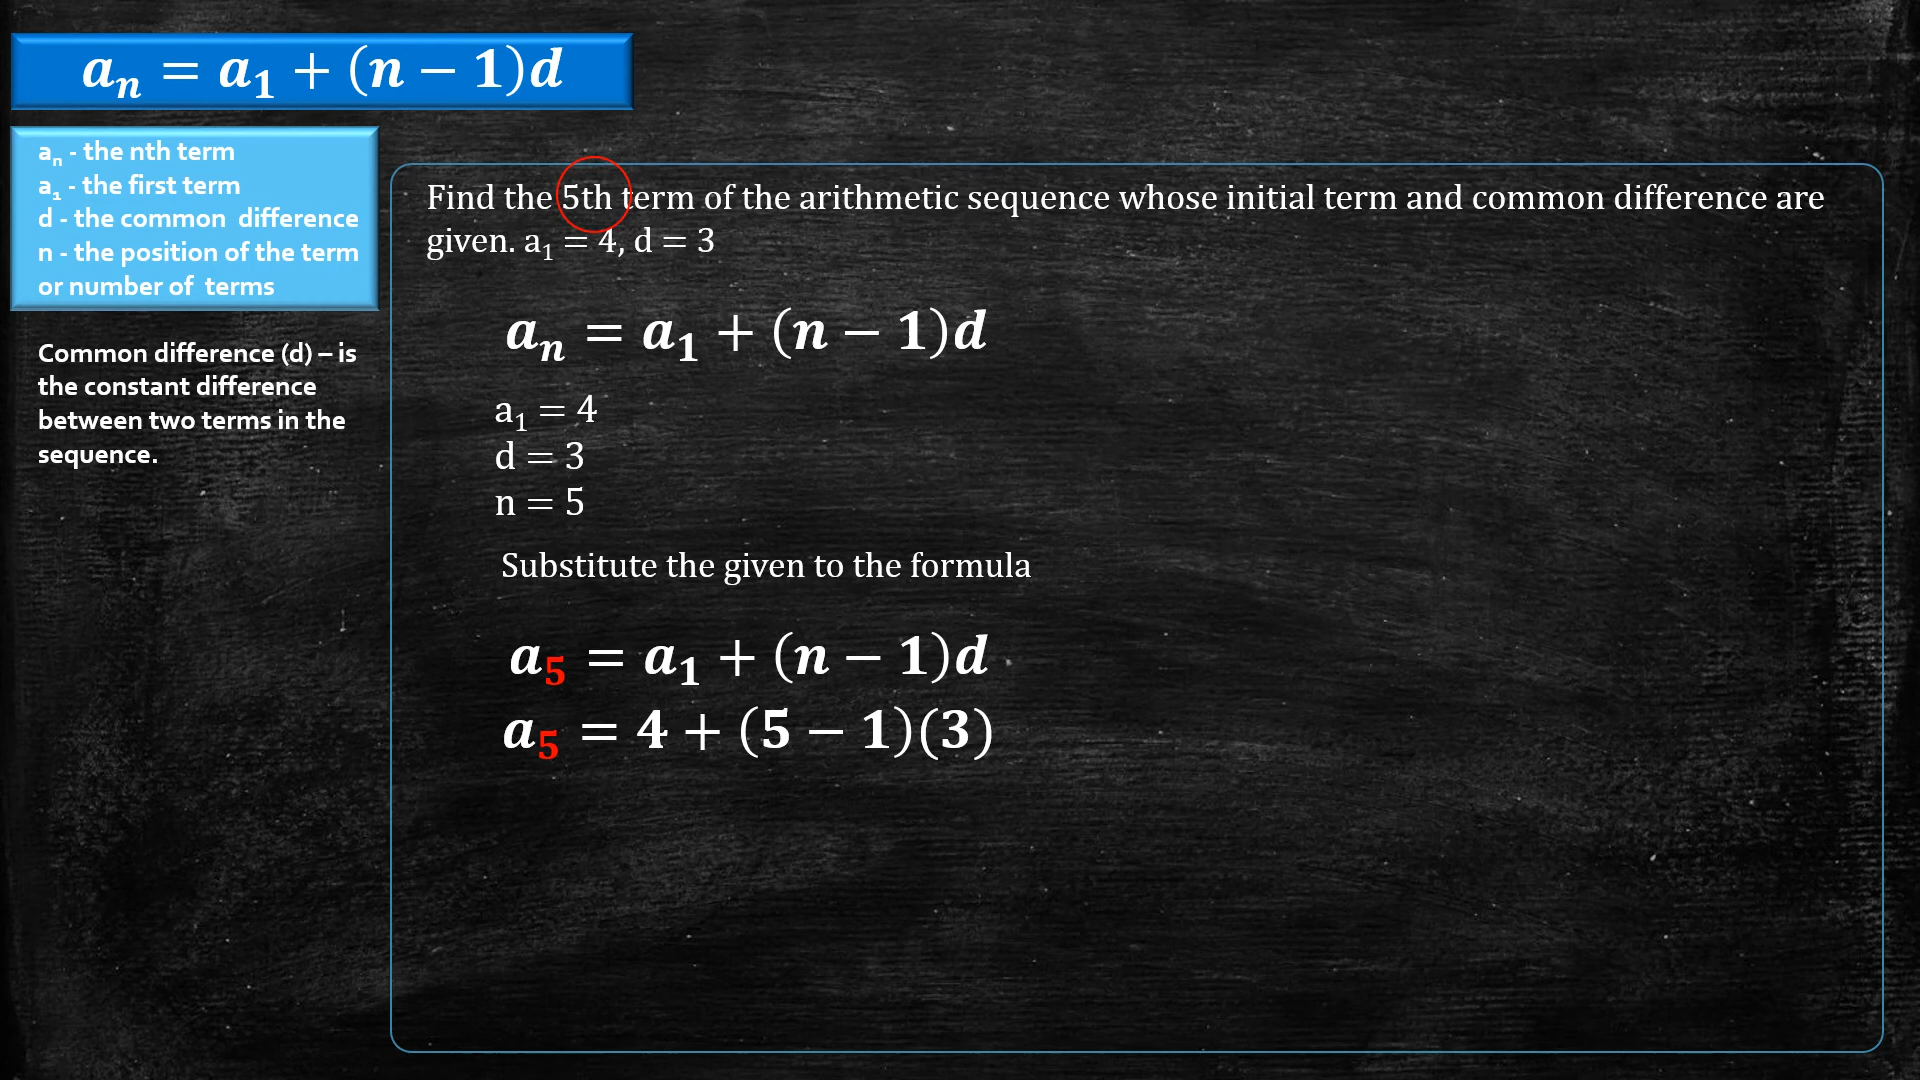 aₙ = a₁ + (n − 1)d
aₙ - the nth term
a₁ - the first term
d - the common difference
n - the position of the term
or number of terms
Common difference (d) – is
the constant difference
between two terms in the
sequence.
Find the 5th term of the arithmetic sequence whose initial term and common difference are
given. a₁ = 4, d = 3
aₙ = a₁ + (n − 1)d
a₁ = 4
d = 3
n = 5
Substitute the given to the formula
a₅ = a₁ + (n − 1)d
a₅ = 4 + (5 − 1)(3)